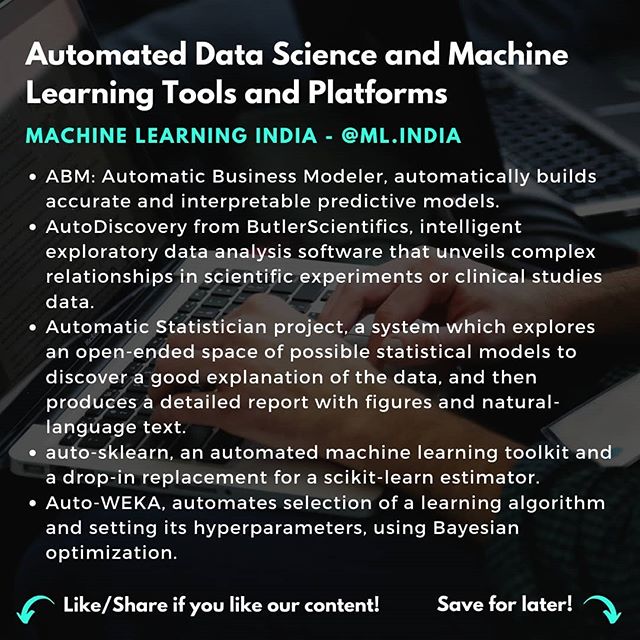 Automated Data Science and Machine
Learning Tools and Platforms
MACHINE LEARNING INDIA - @ML.INDIA
• ABM: Automatic Business Modeler, automatically builds
accurate and interpretable predictive models.
• AutoDiscovery from ButlerScientifics, intelligent
exploratory data analysis software that unveils complex
relationships in scientific experiments or clinical studies
data.
• Automatic Statistician project, a system which explores
an open-ended space of possible statistical models to
discover a good explanation of the data, and then
produces a detailed report with figures and natural-
language text.
• auto-sklearn, an automated machine learning toolkit and
a drop-in replacement for a scikit-learn estimator.
• Auto-WEKA, automates selection of a learning algorithm
and setting its hyperparameters, using Bayesian
optimization.
Like/Share if you like our content! Save for later!